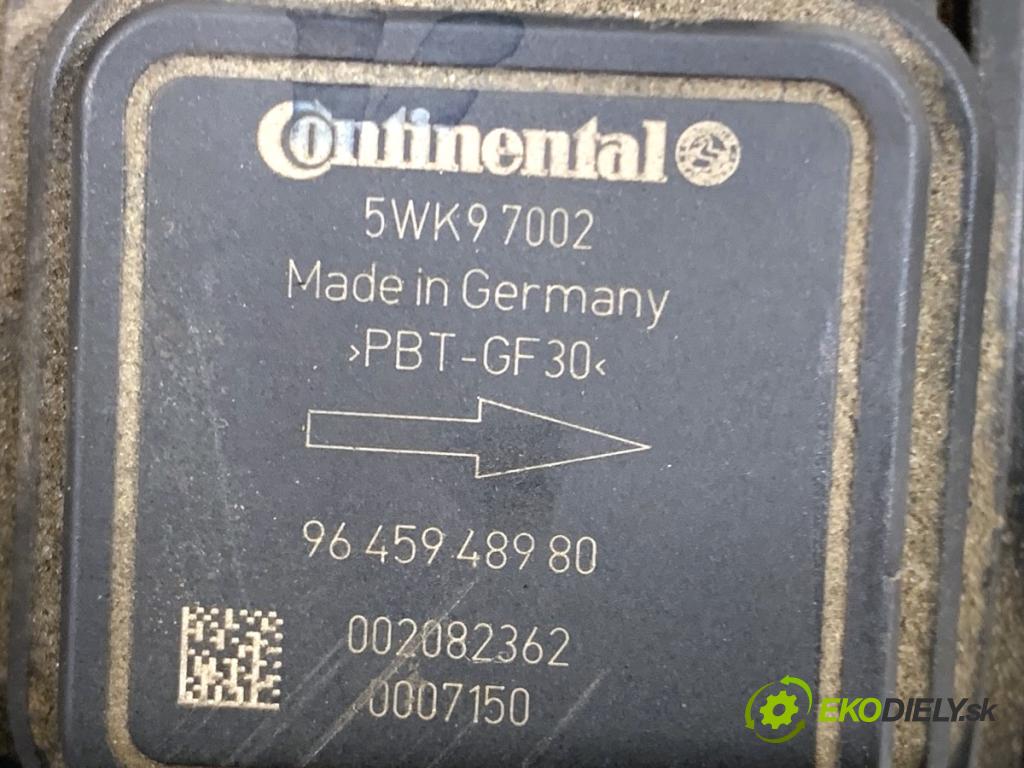 Continental
5WK9 7002
Made in Germany
>PBT-GF30<
96 459 489 80
002082362
0007150
EKODIELY.sk